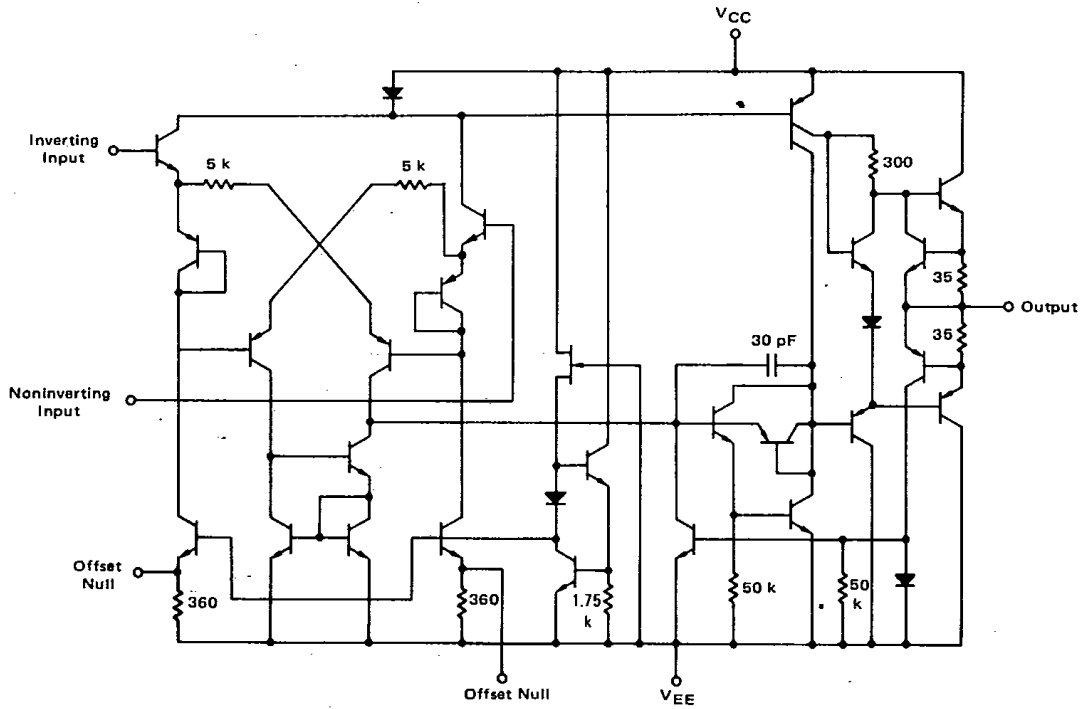 VCC
Inverting
Input
5 k
5 k
300
35
Output
35
30 pF
Noninverting
Input
Offset
Null
360
360
1.75
k
50 k
50
k
Offset Null
VEE